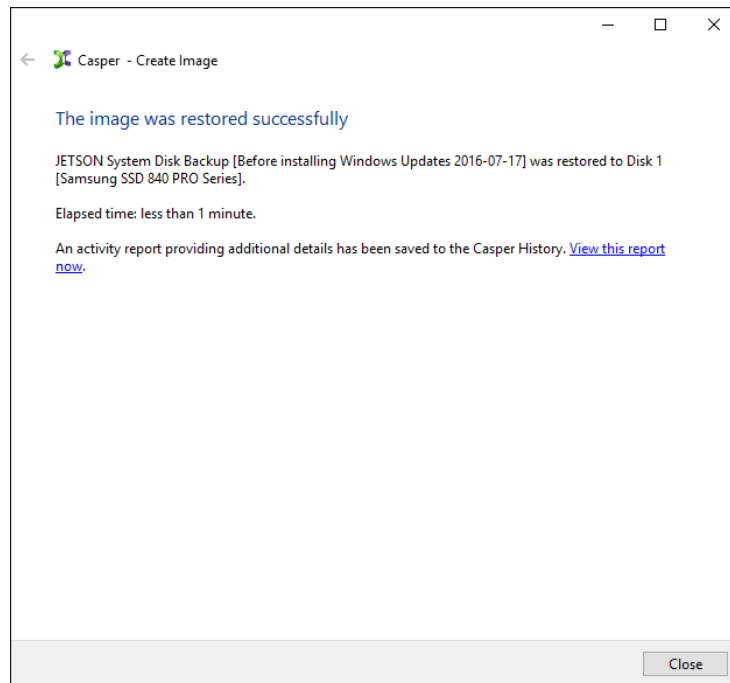 Casper - Create Image
The image was restored successfully
JETSON System Disk Backup [Before installing Windows Updates 2016-07-17] was restored to Disk 1
[Samsung SSD 840 PRO Series].
Elapsed time: less than 1 minute.
An activity report providing additional details has been saved to the Casper History. View this report
now.
Close